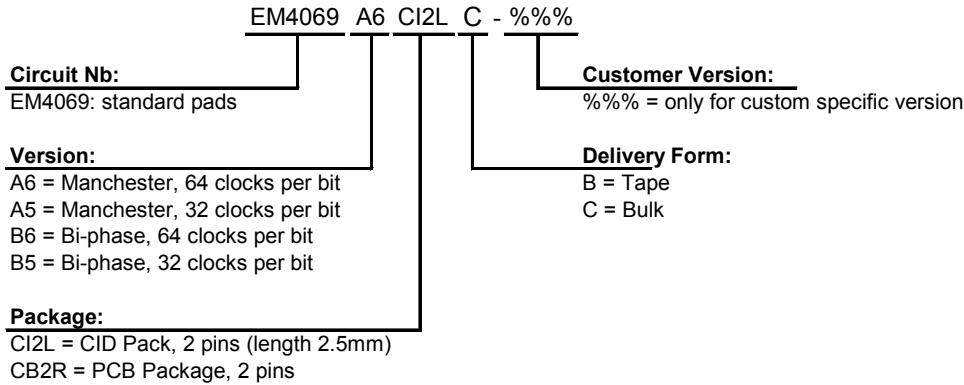 EM4069 A6 CI2L C - %%%
Circuit Nb:
EM4069: standard pads
Customer Version:
%%% = only for custom specific version
Version:
A6 = Manchester, 64 clocks per bit
A5 = Manchester, 32 clocks per bit
B6 = Bi-phase, 64 clocks per bit
B5 = Bi-phase, 32 clocks per bit
Delivery Form:
B = Tape
C = Bulk
Package:
CI2L = CID Pack, 2 pins (length 2.5mm)
CB2R = PCB Package, 2 pins